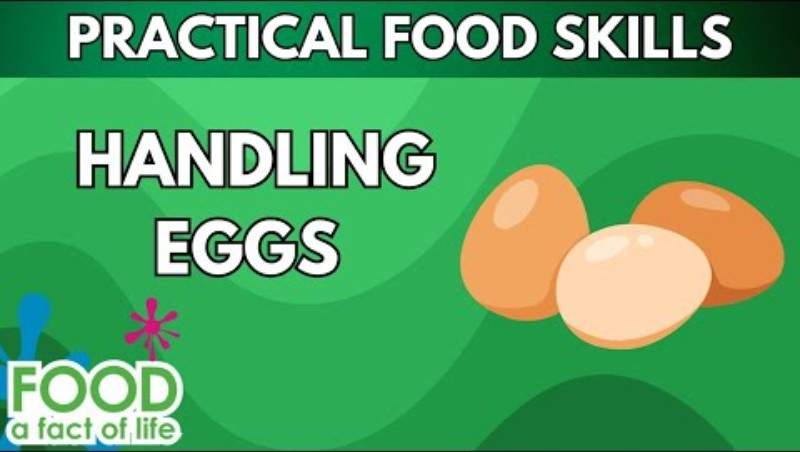 PRACTICAL FOOD SKILLS
HANDLING
EGGS
FOOD
a fact of life